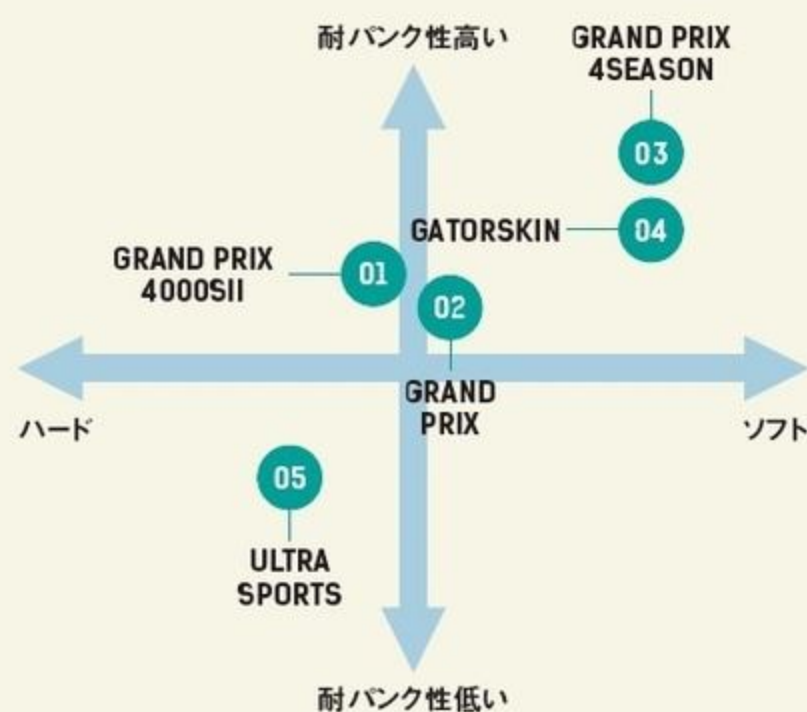 耐パンク性高い
GRAND PRIX
4SEASON
03
GATORSKIN
04
GRAND PRIX
4000SII
01
02
GRAND
PRIX
ハード
ソフト
05
ULTRA
SPORTS
耐パンク性低い